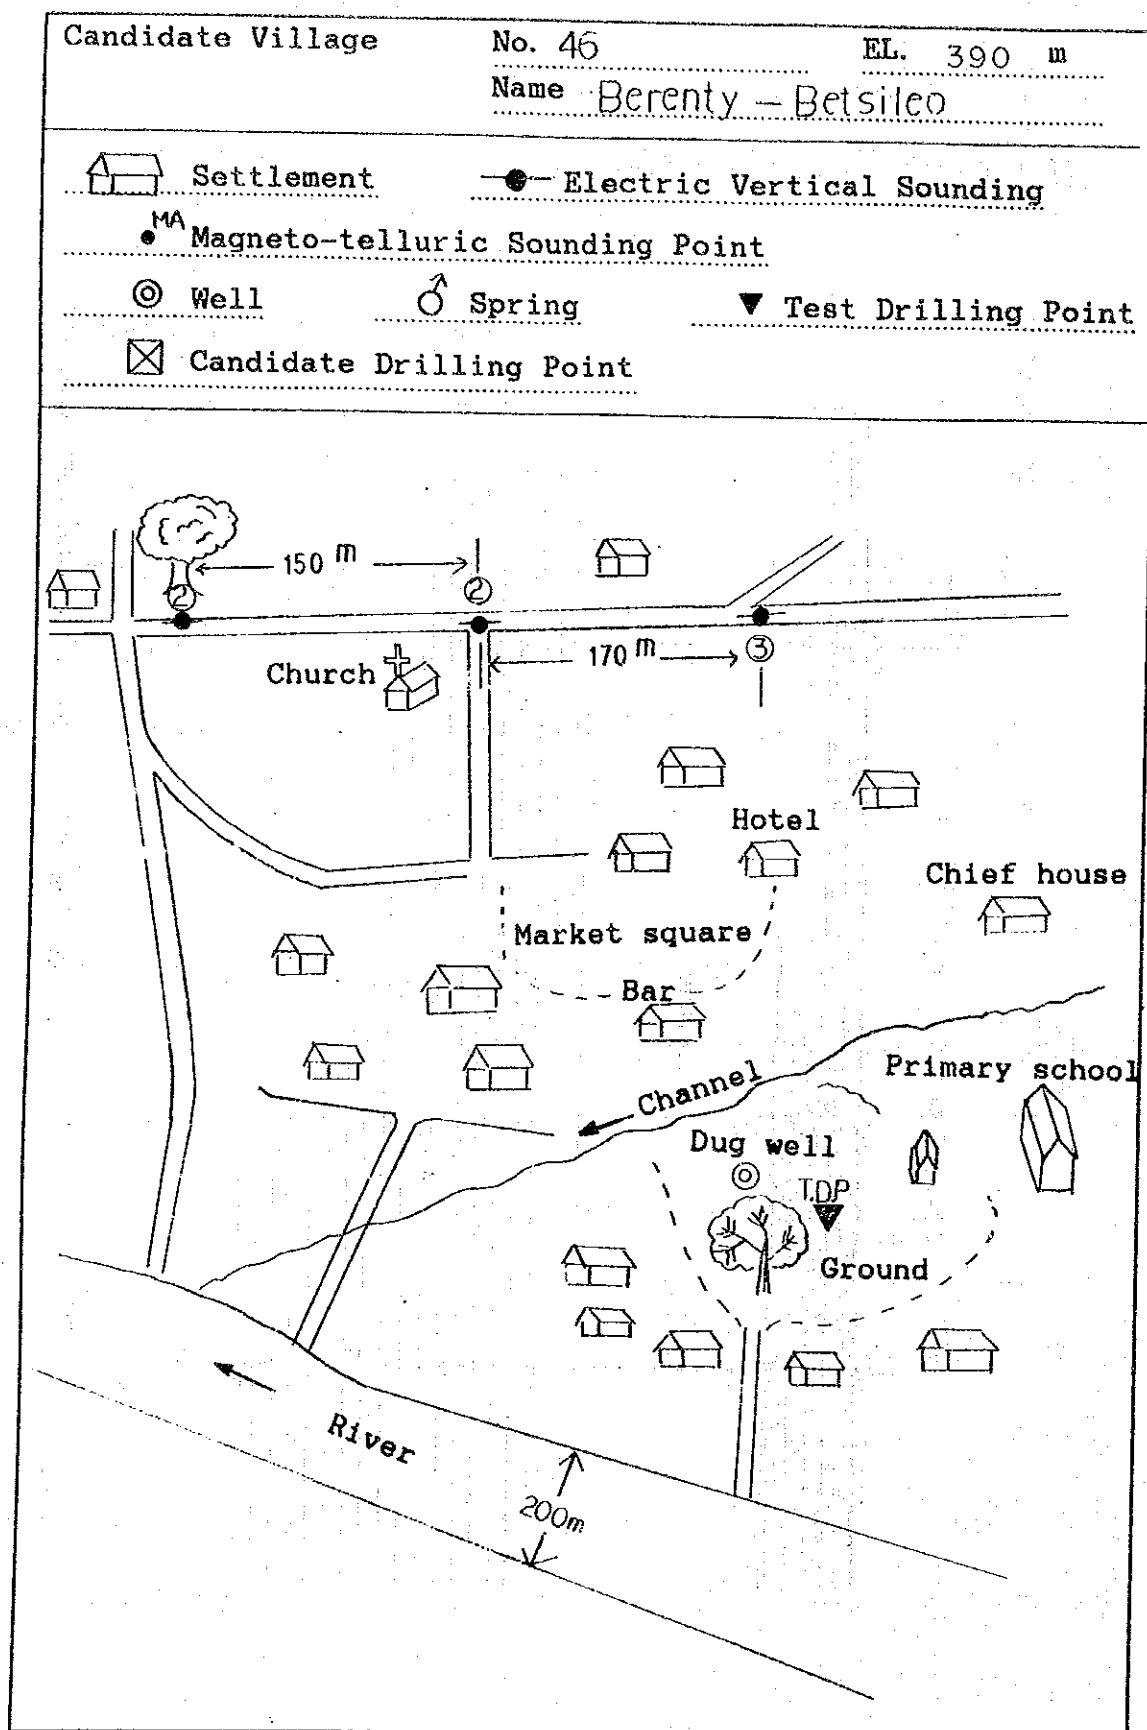 Candidate Village No. 46 EL. 390 m
Name Berenty - Betsileo
Settlement Electric Vertical Sounding
MA Magneto-telluric Sounding Point
Well Spring Test Drilling Point
Candidate Drilling Point
150 m
② ②
170 m ③
Church
Hotel
Chief house
Market square
Bar
Channel
Primary school
Dug well
T.D.P
Ground
River
200m